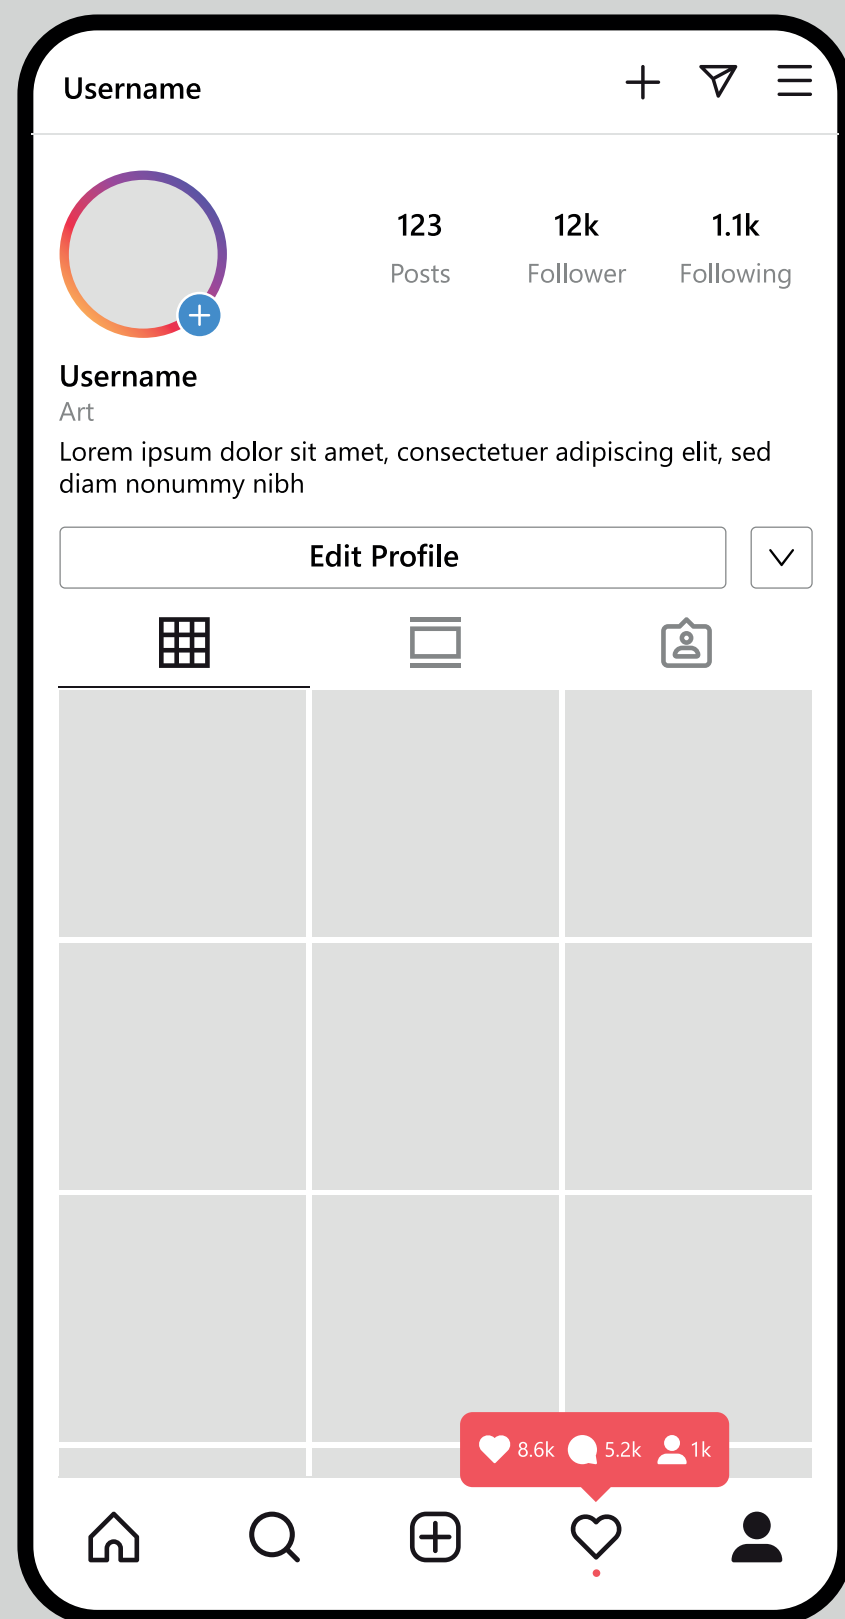 Username
123 12k 1.1k
Posts Follower Following
Username
Art
Lorem ipsum dolor sit amet, consectetuer adipiscing elit, sed
diam nonummy nibh
Edit Profile
8.6k 5.2k 1k